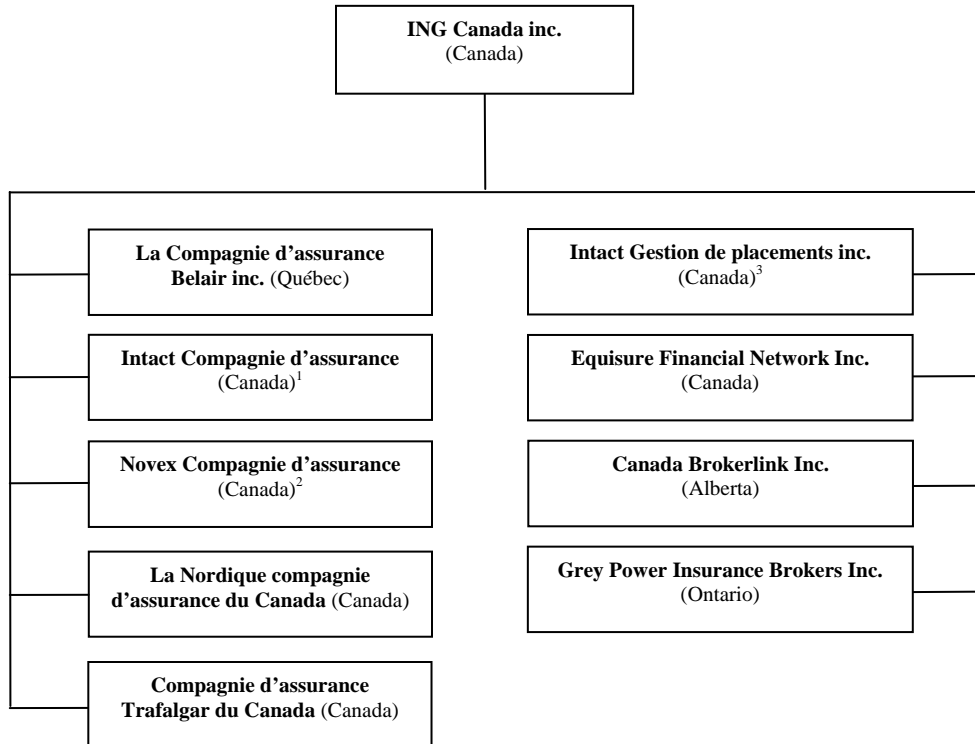 ING Canada inc.
(Canada)
La Compagnie d'assurance
Belair inc. (Québec)
Intact Compagnie d'assurance
(Canada)1
Novex Compagnie d'assurance
(Canada)2
La Nordique compagnie
d'assurance du Canada (Canada)
Compagnie d'assurance
Trafalgar du Canada (Canada)
Intact Gestion de placements inc.
(Canada)3
Equisure Financial Network Inc.
(Canada)
Canada Brokerlink Inc.
(Alberta)
Grey Power Insurance Brokers Inc.
(Ontario)